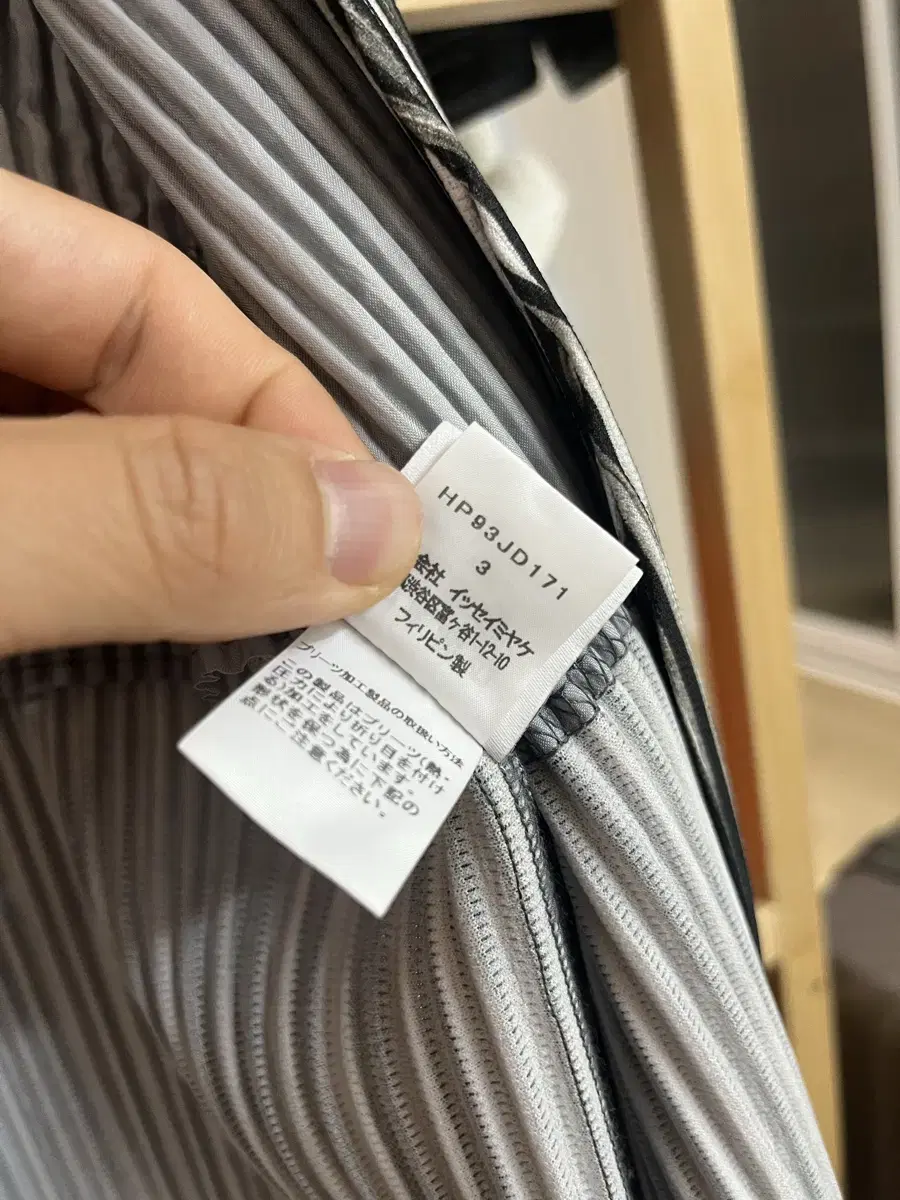 HP93JD171
3
会社 イッセイミヤケ
渋谷区富ヶ谷1-12-10
フィリピン製
プリーツ加工製品の取扱い方法
この製品はプリーツ(熱・
圧力により折り目を付け
る)加工をしています。
形状を保つ為に下記の
点にご注意ください。